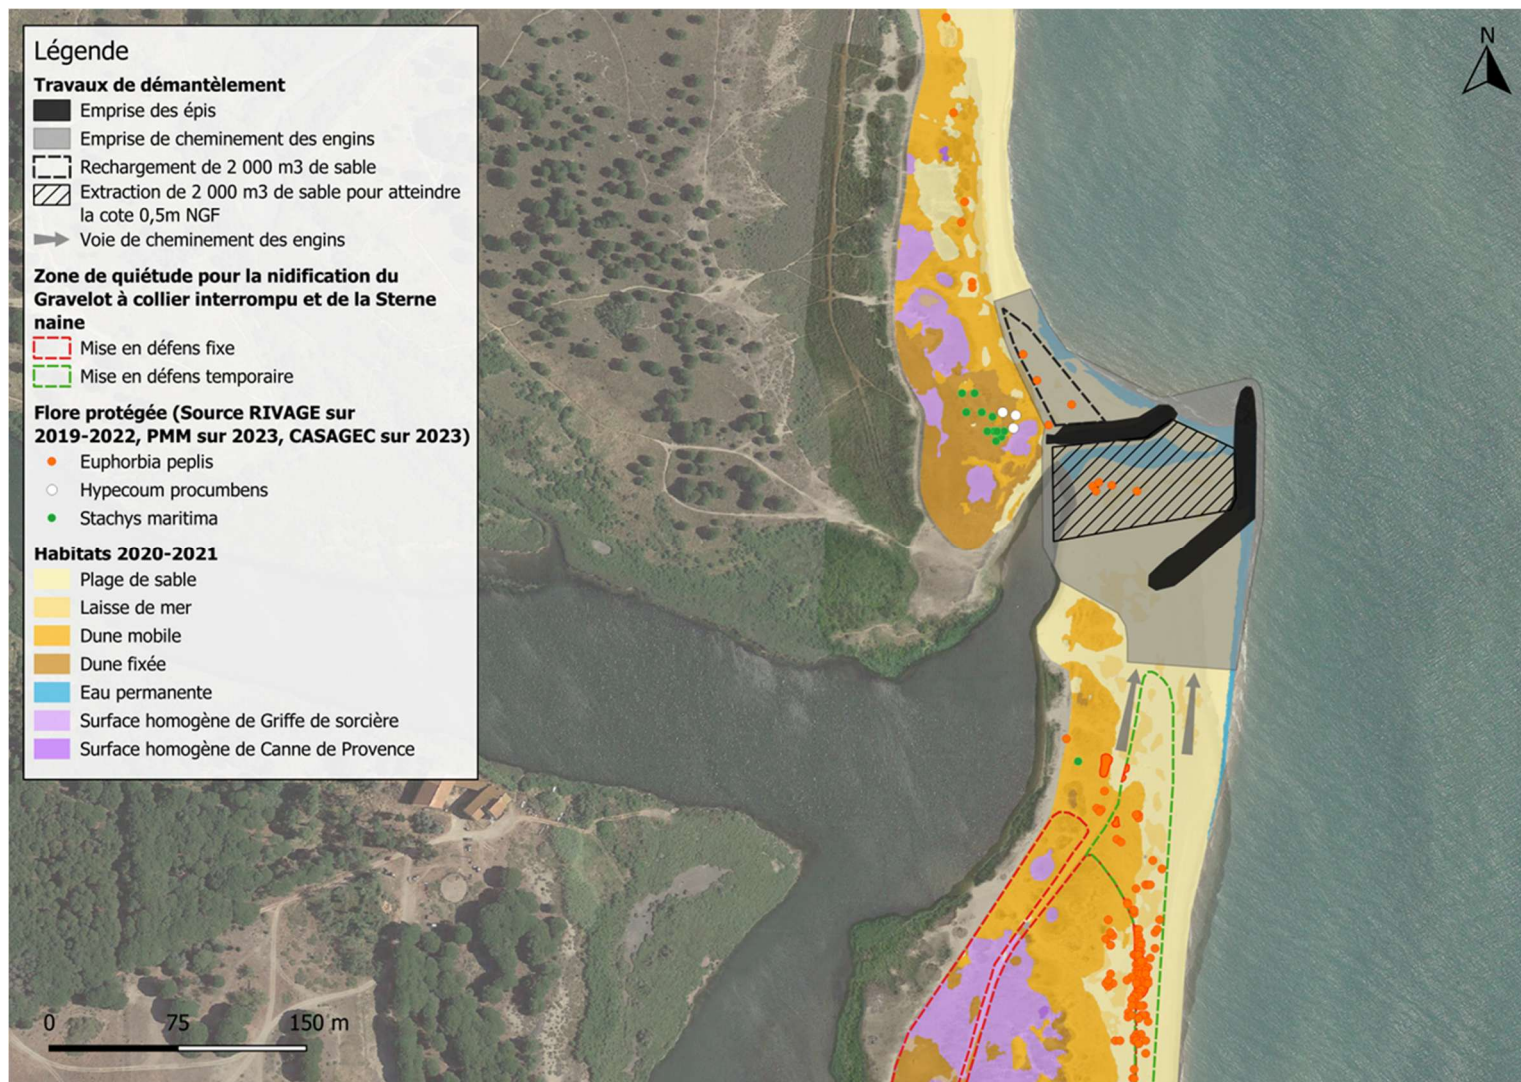 Légende
Travaux de démantèlement
Emprise des épis
Emprise de cheminement des engins
Rechargement de 2 000 m3 de sable
Extraction de 2 000 m3 de sable pour atteindre
la cote 0,5m NGF
Voie de cheminement des engins
Zone de quiétude pour la nidification du
Gravelot à collier interrompu et de la Sterne
naine
Mise en défens fixe
Mise en défens temporaire
Flore protégée (Source RIVAGE sur
2019-2022, PMM sur 2023, CASAGEC sur 2023)
Euphorbia peplis
Hypecoum procumbens
Stachys maritima
Habitats 2020-2021
Plage de sable
Laisse de mer
Dune mobile
Dune fixée
Eau permanente
Surface homogène de Griffe de sorcière
Surface homogène de Canne de Provence
0 75 150 m
N